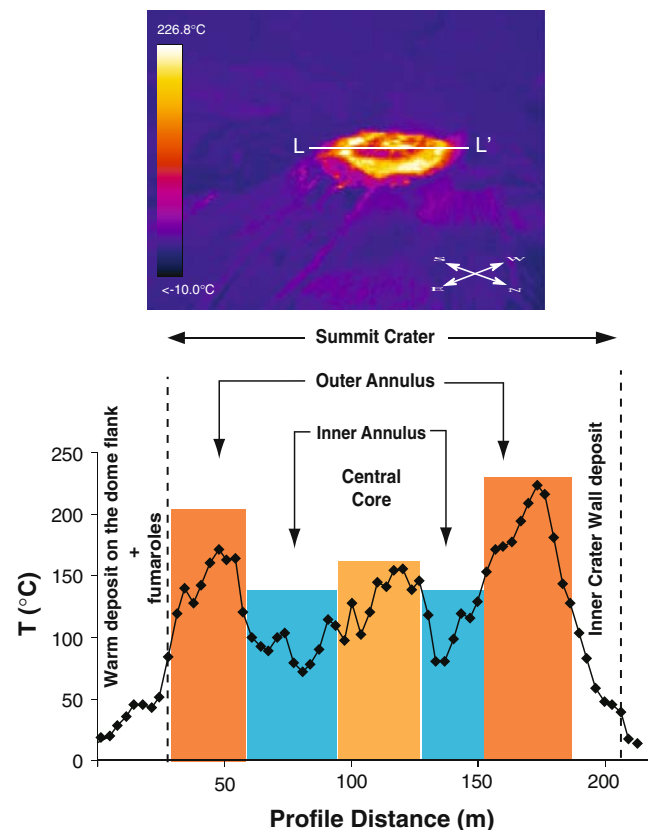 226.8°C
L L'
S W
E N
<-10.0°C
Summit Crater
Outer Annulus
Inner Annulus
Central
Core
Warm deposit on the dome flank
+
fumaroles
Inner Crater Wall deposit
T (°C)
250
200
150
100
50
0
50 100 150 200
Profile Distance (m)